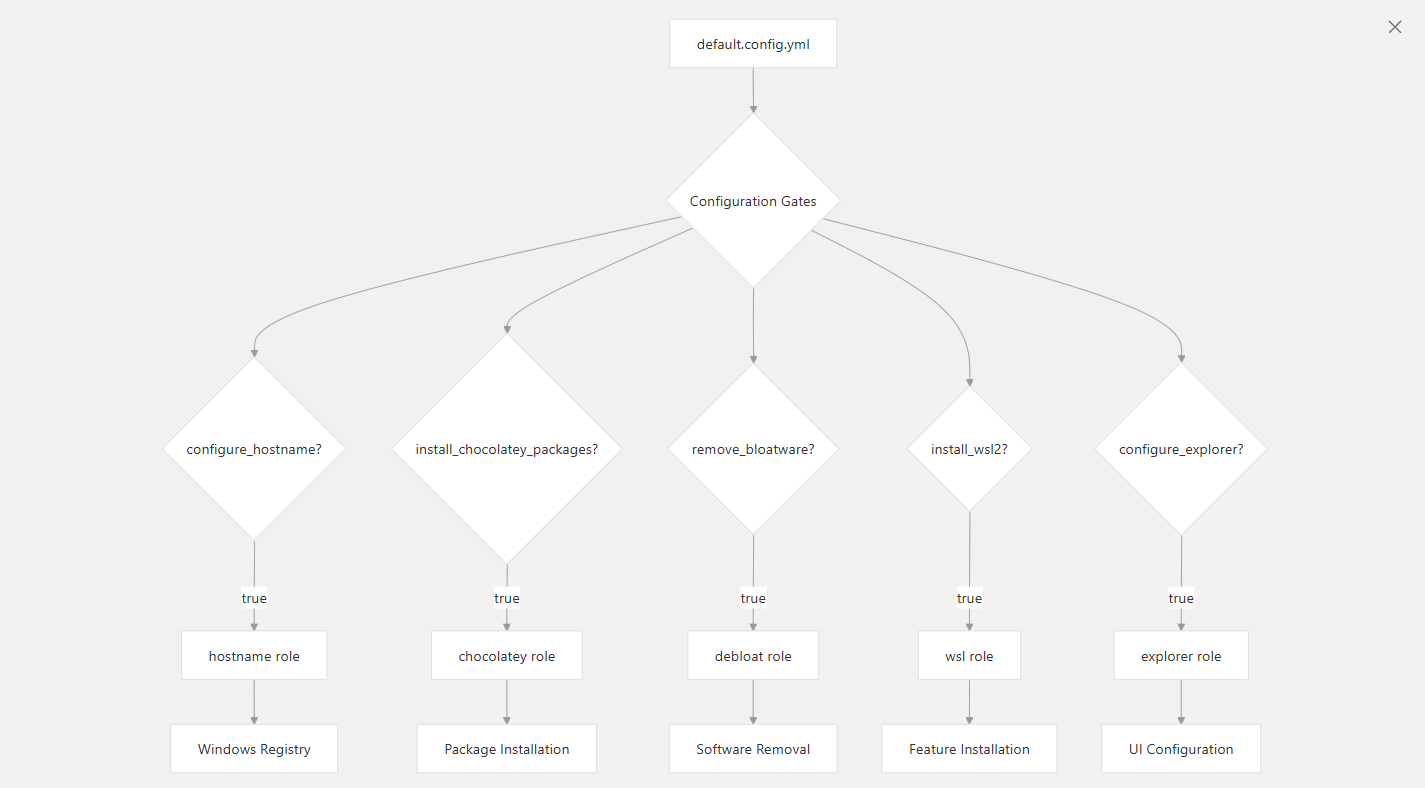 default.config.yml
Configuration Gates
configure_hostname?
install_chocolatey_packages?
remove_bloatware?
install_wsl2?
configure_explorer?
true
true
true
true
true
hostname role
chocolatey role
debloat role
wsl role
explorer role
Windows Registry
Package Installation
Software Removal
Feature Installation
UI Configuration